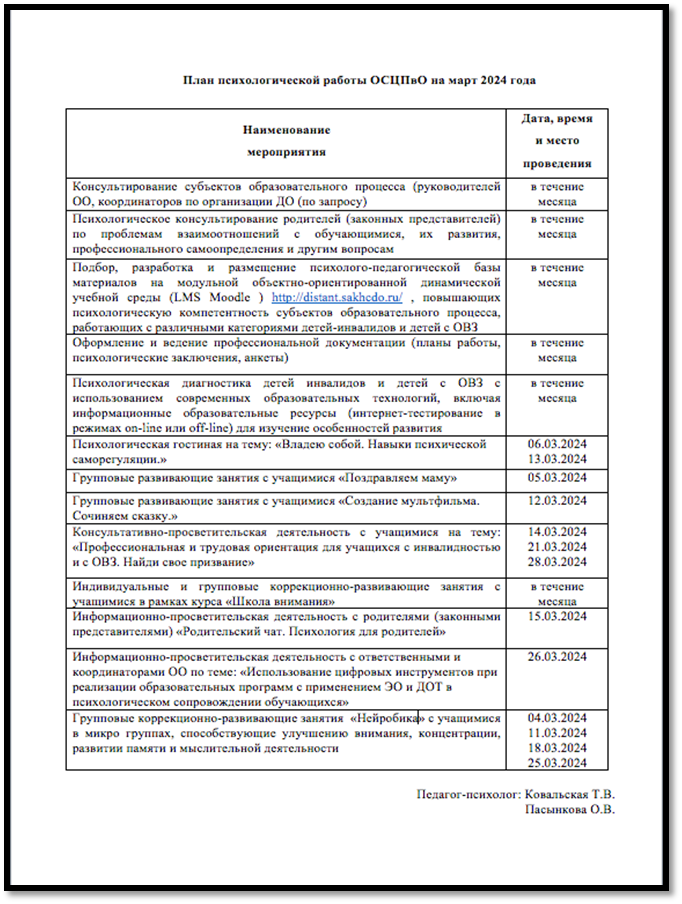 План психологической работы ОСЦПвО на март 2024 года
Наименование
мероприятия
Дата, время
и место
проведения
Консультирование субъектов образовательного процесса (руководителей
ОО, координаторов по организации ДО (по запросу)
в течение
месяца
Психологическое консультирование родителей (законных представителей)
по проблемам взаимоотношений с обучающимися, их развития,
профессионального самоопределения и другим вопросам
в течение
месяца
Подбор, разработка и размещение психолого-педагогической базы
материалов на модульной объектно-ориентированной динамической
учебной среды (LMS Moodle ) http://distant.sakhcdo.ru/ , повышающих
психологическую компетентность субъектов образовательного процесса,
работающих с различными категориями детей-инвалидов и детей с ОВЗ
в течение
месяца
Оформление и ведение профессиональной документации (планы работы,
психологические заключения, анкеты)
в течение
месяца
Психологическая диагностика детей инвалидов и детей с ОВЗ с
использованием современных образовательных технологий, включая
информационные образовательные ресурсы (интернет-тестирование в
режимах on-line или off-line) для изучение особенностей развития
в течение
месяца
Психологическая гостиная на тему: «Владею собой. Навыки психической
саморегуляции.»
06.03.2024
13.03.2024
Групповые развивающие занятия с учащимися «Поздравляем маму»
05.03.2024
Групповые развивающие занятия с учащимися «Создание мультфильма.
Сочиняем сказку.»
12.03.2024
Консультативно-просветительская деятельность с учащимися на тему:
«Профессиональная и трудовая ориентация для учащихся с инвалидностью
и с ОВЗ. Найди свое призвание»
14.03.2024
21.03.2024
28.03.2024
Индивидуальные и групповые коррекционно-развивающие занятия с
учащимися в рамках курса «Школа внимания»
в течение
месяца
Информационно-просветительская деятельность с родителями (законными
представителями) «Родительский чат. Психология для родителей»
15.03.2024
Информационно-просветительская деятельность с ответственными и
координаторами ОО по теме: «Использование цифровых инструментов при
реализации образовательных программ с применением ЭО и ДОТ в
психологическом сопровождении обучающихся»
26.03.2024
Групповые коррекционно-развивающие занятия «Нейробика» с учащимися
в микро группах, способствующие улучшению внимания, концентрации,
развитии памяти и мыслительной деятельности
04.03.2024
11.03.2024
18.03.2024
25.03.2024
Педагог-психолог: Ковальская Т.В.
Пасынкова О.В.